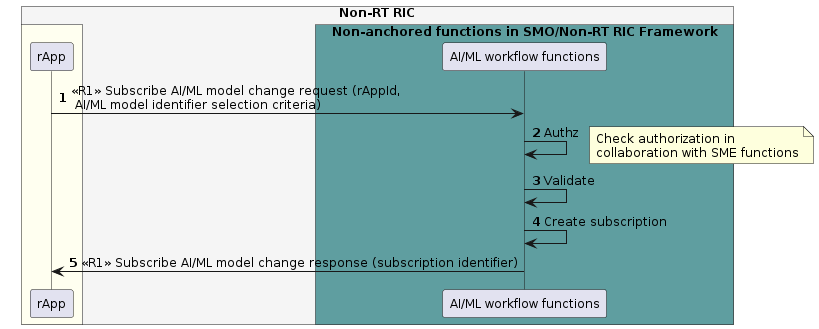 Non-RT RIC
Non-anchored functions in SMO/Non-RT RIC Framework
rApp
AI/ML workflow functions
1 «R1» Subscribe AI/ML model change request (rAppId,
AI/ML model identifier selection criteria)
2 Authz
Check authorization in
collaboration with SME functions
3 Validate
4 Create subscription
5 «R1» Subscribe AI/ML model change response (subscription identifier)
rApp
AI/ML workflow functions